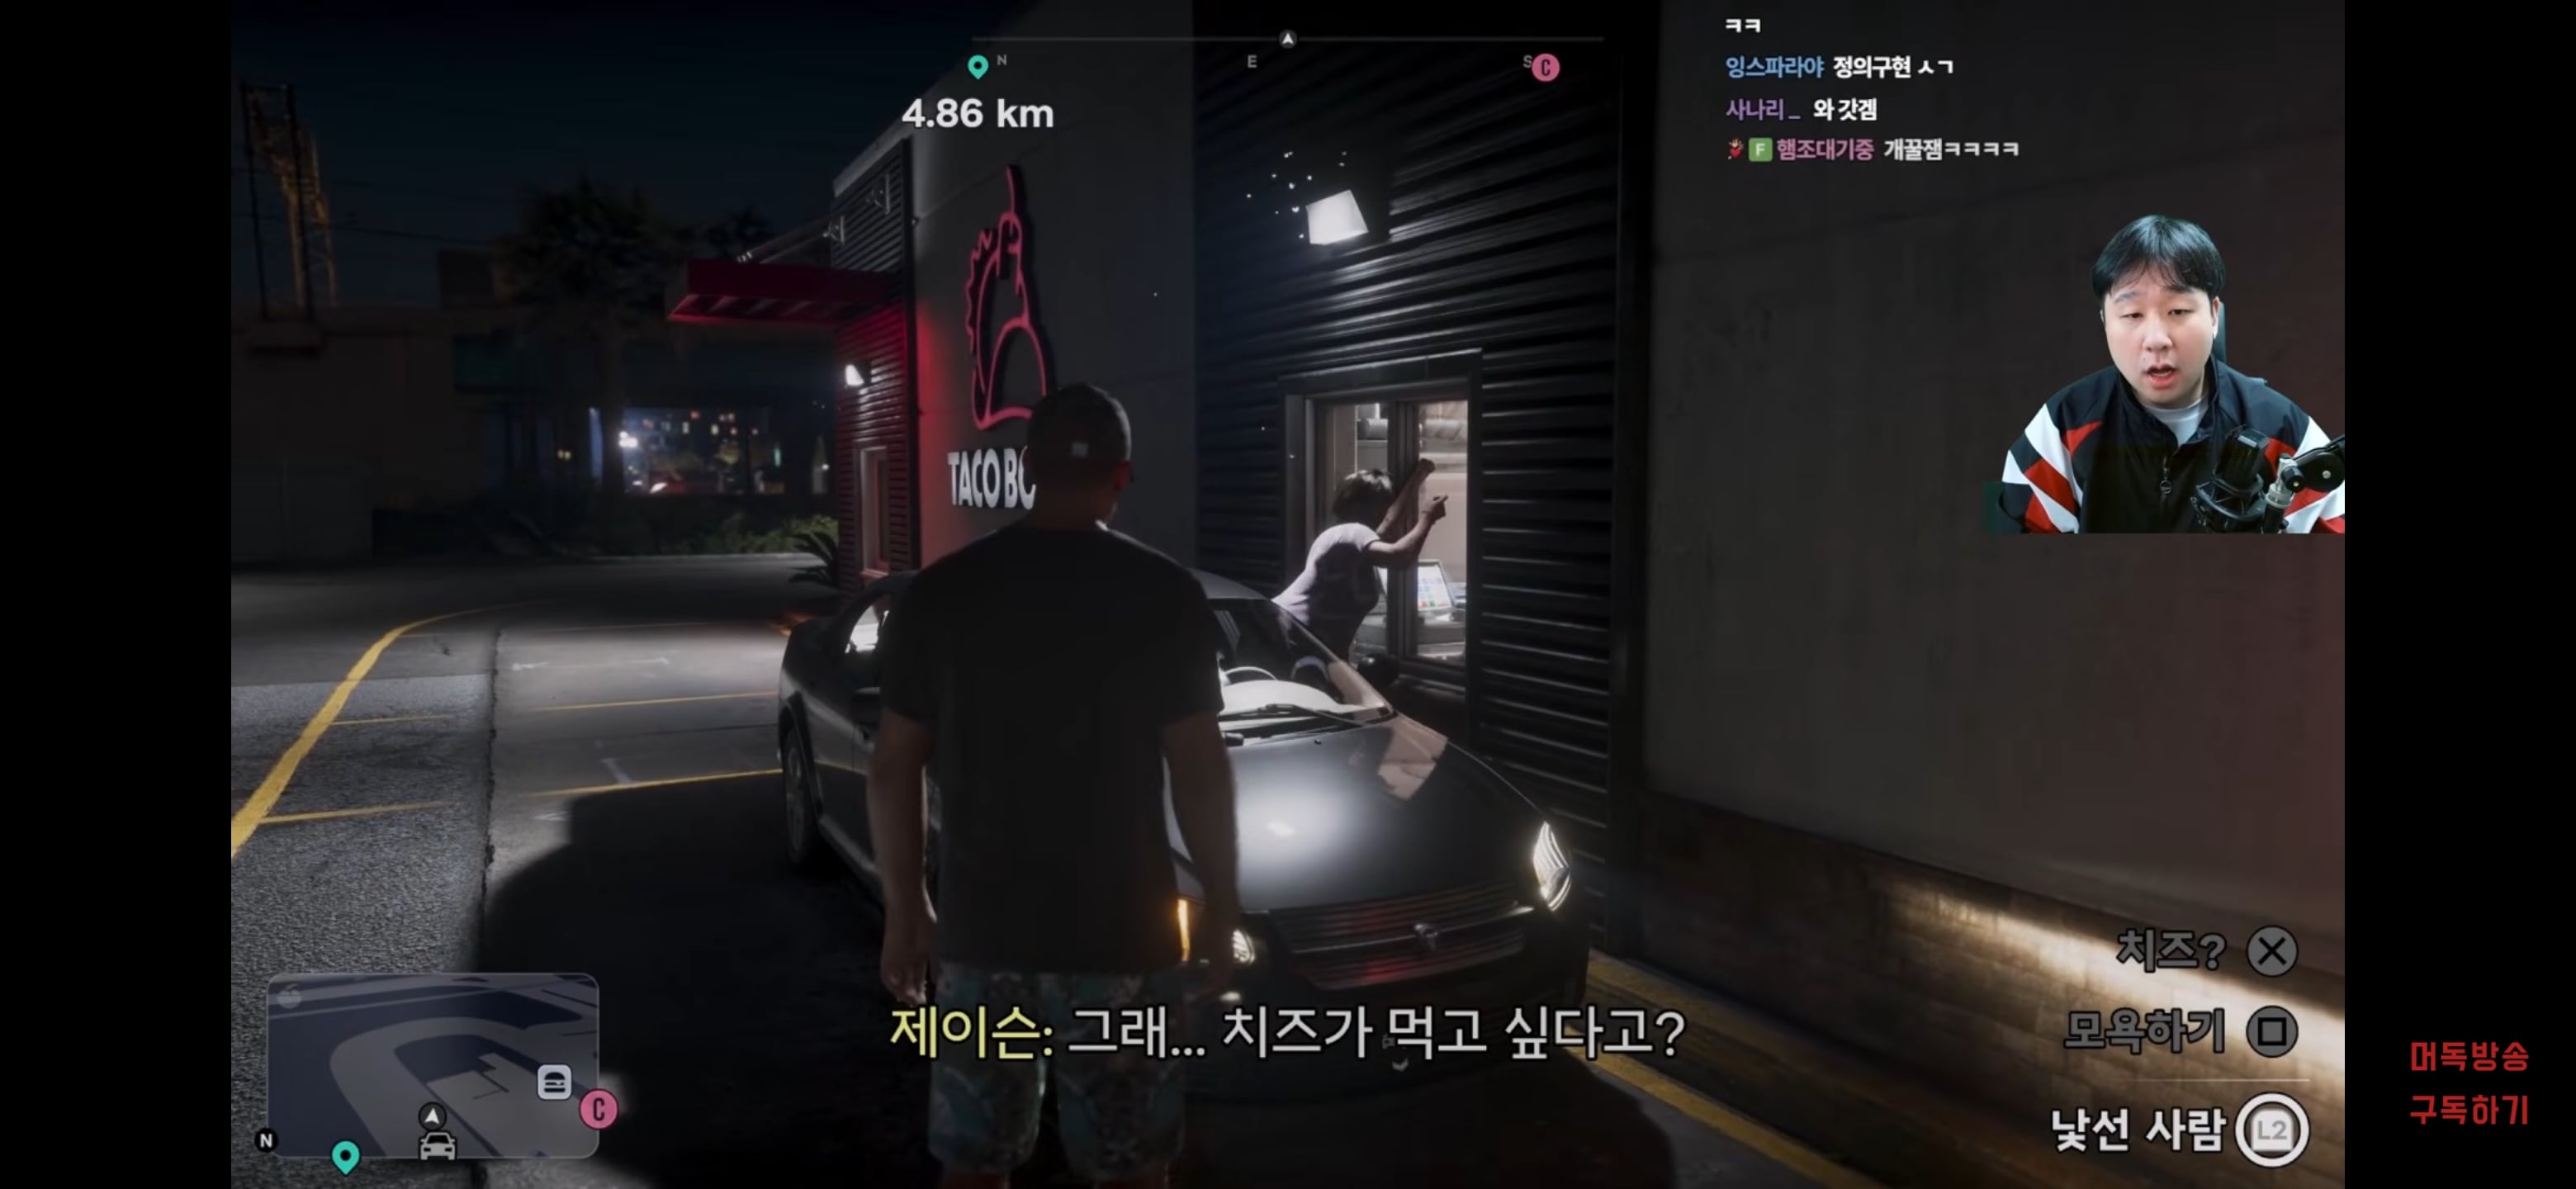 N
E
S
C
4.86 km
ㅋㅋ
잉스파라야 정의구현 ㅅㄱ
사나리_ 와 갓겜
F 햄조대기중 개꿀잼ㅋㅋㅋㅋ
TACO BO
치즈?
모욕하기
낯선 사람 L2
제이슨: 그래... 치즈가 먹고 싶다고?
C
N
머독방송
구독하기